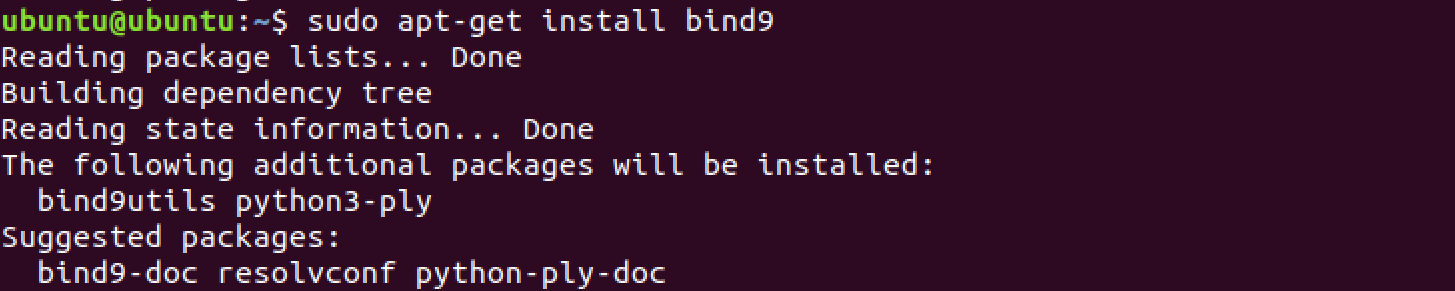 ubuntu@ubuntu:~$ sudo apt-get install bind9
Reading package lists... Done
Building dependency tree
Reading state information... Done
The following additional packages will be installed:
  bind9utils python3-ply
Suggested packages:
  bind9-doc resolvconf python-ply-doc